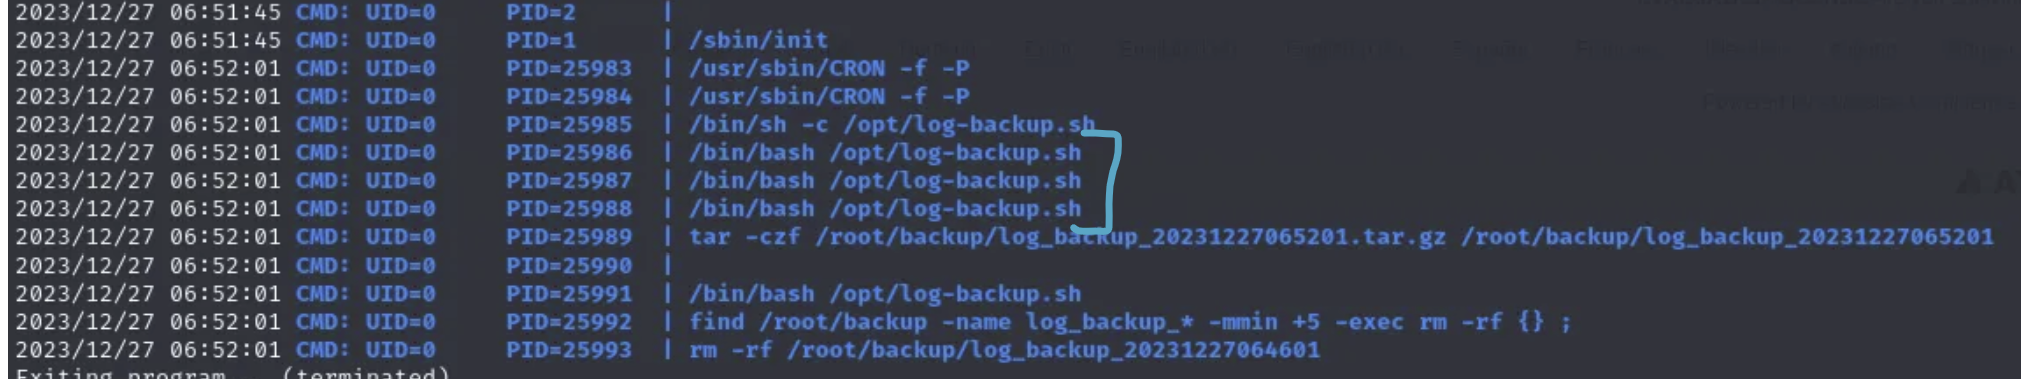 2023/12/27 06:51:45 CMD: UID=0 PID=2 |
2023/12/27 06:51:45 CMD: UID=0 PID=1 | /sbin/init
2023/12/27 06:52:01 CMD: UID=0 PID=25983 | /usr/sbin/CRON -f -P
2023/12/27 06:52:01 CMD: UID=0 PID=25984 | /usr/sbin/CRON -f -P
2023/12/27 06:52:01 CMD: UID=0 PID=25985 | /bin/sh -c /opt/log-backup.sh
2023/12/27 06:52:01 CMD: UID=0 PID=25986 | /bin/bash /opt/log-backup.sh
2023/12/27 06:52:01 CMD: UID=0 PID=25987 | /bin/bash /opt/log-backup.sh
2023/12/27 06:52:01 CMD: UID=0 PID=25988 | /bin/bash /opt/log-backup.sh
2023/12/27 06:52:01 CMD: UID=0 PID=25989 | tar -czf /root/backup/log_backup_20231227065201.tar.gz /root/backup/log_backup_20231227065201
2023/12/27 06:52:01 CMD: UID=0 PID=25990 |
2023/12/27 06:52:01 CMD: UID=0 PID=25991 | /bin/bash /opt/log-backup.sh
2023/12/27 06:52:01 CMD: UID=0 PID=25992 | find /root/backup -name log_backup_* -mmin +5 -exec rm -rf {} ;
2023/12/27 06:52:01 CMD: UID=0 PID=25993 | rm -rf /root/backup/log_backup_20231227064601
Exiting program... (terminated)